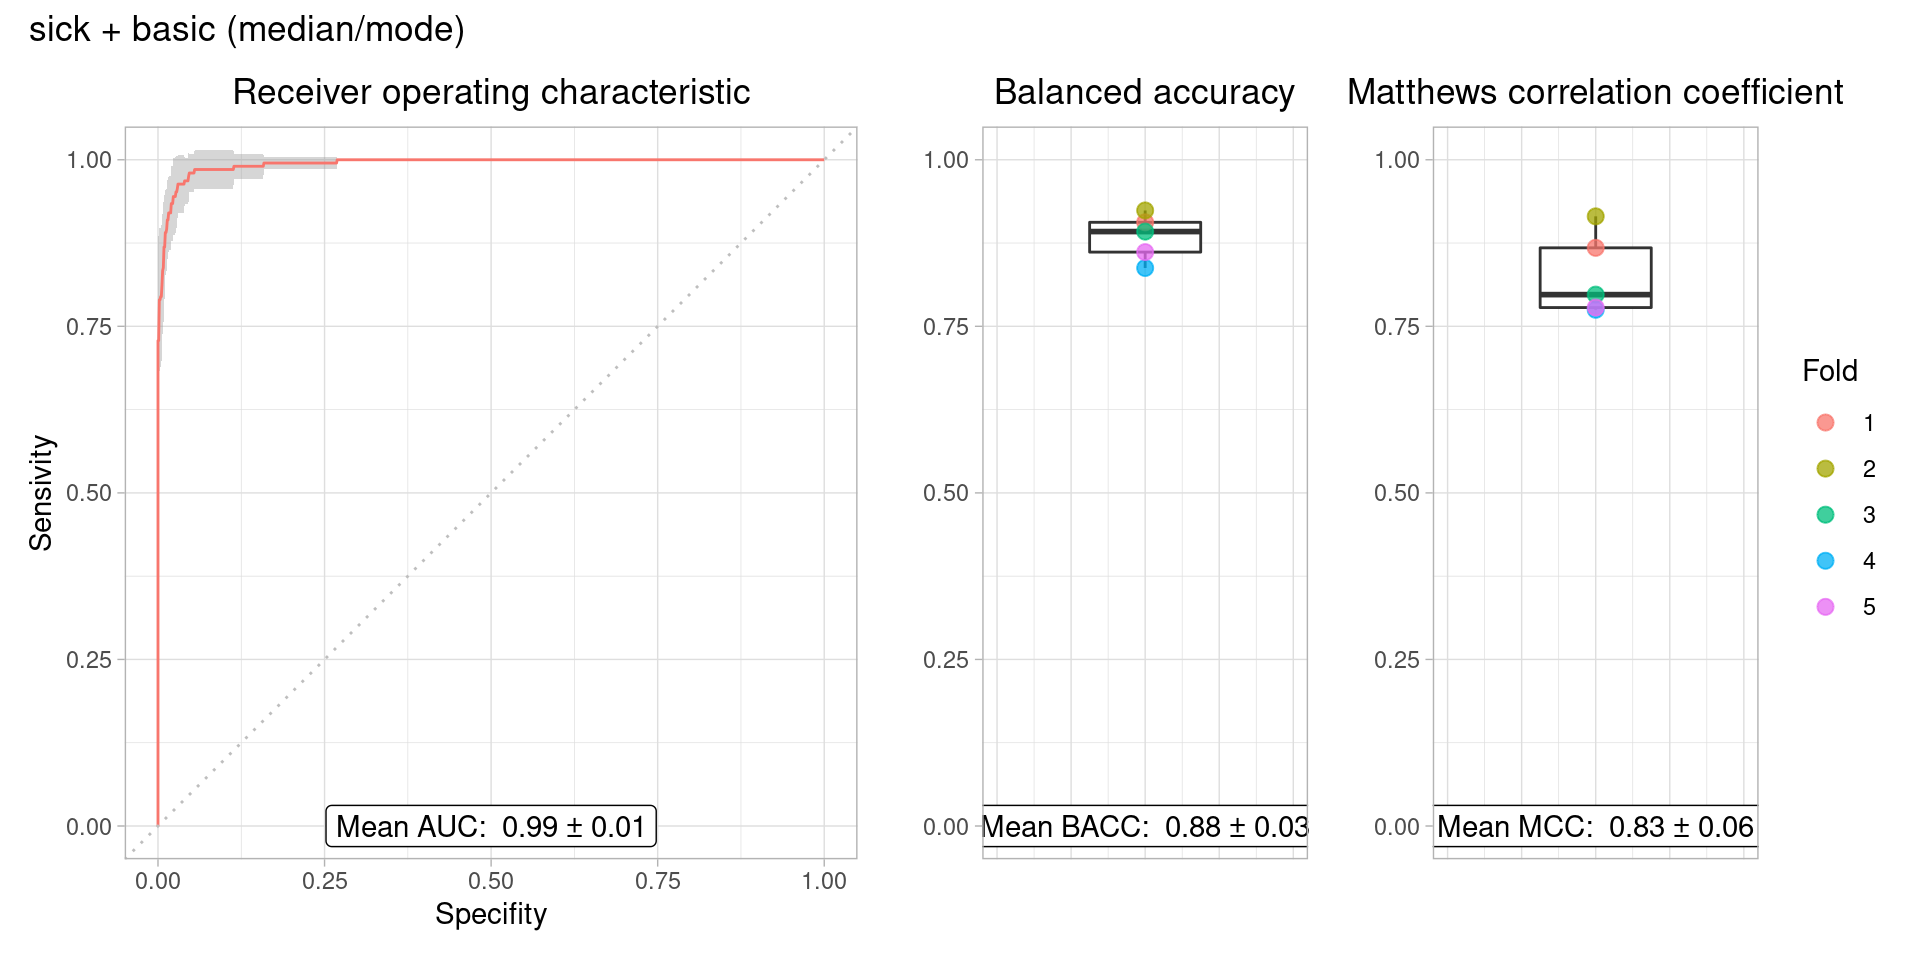 sick + basic (median/mode)
Receiver operating characteristic
1.00
0.75
0.50
0.25
0.00
Sensivity
Mean AUC: 0.99 ± 0.01
0.00 0.25 0.50 0.75 1.00
Specifity
Balanced accuracy
1.00
0.75
0.50
0.25
0.00
Mean BACC: 0.88 ± 0.03
Matthews correlation coefficient
1.00
0.75
0.50
0.25
0.00
Mean MCC: 0.83 ± 0.06
Fold
1
2
3
4
5